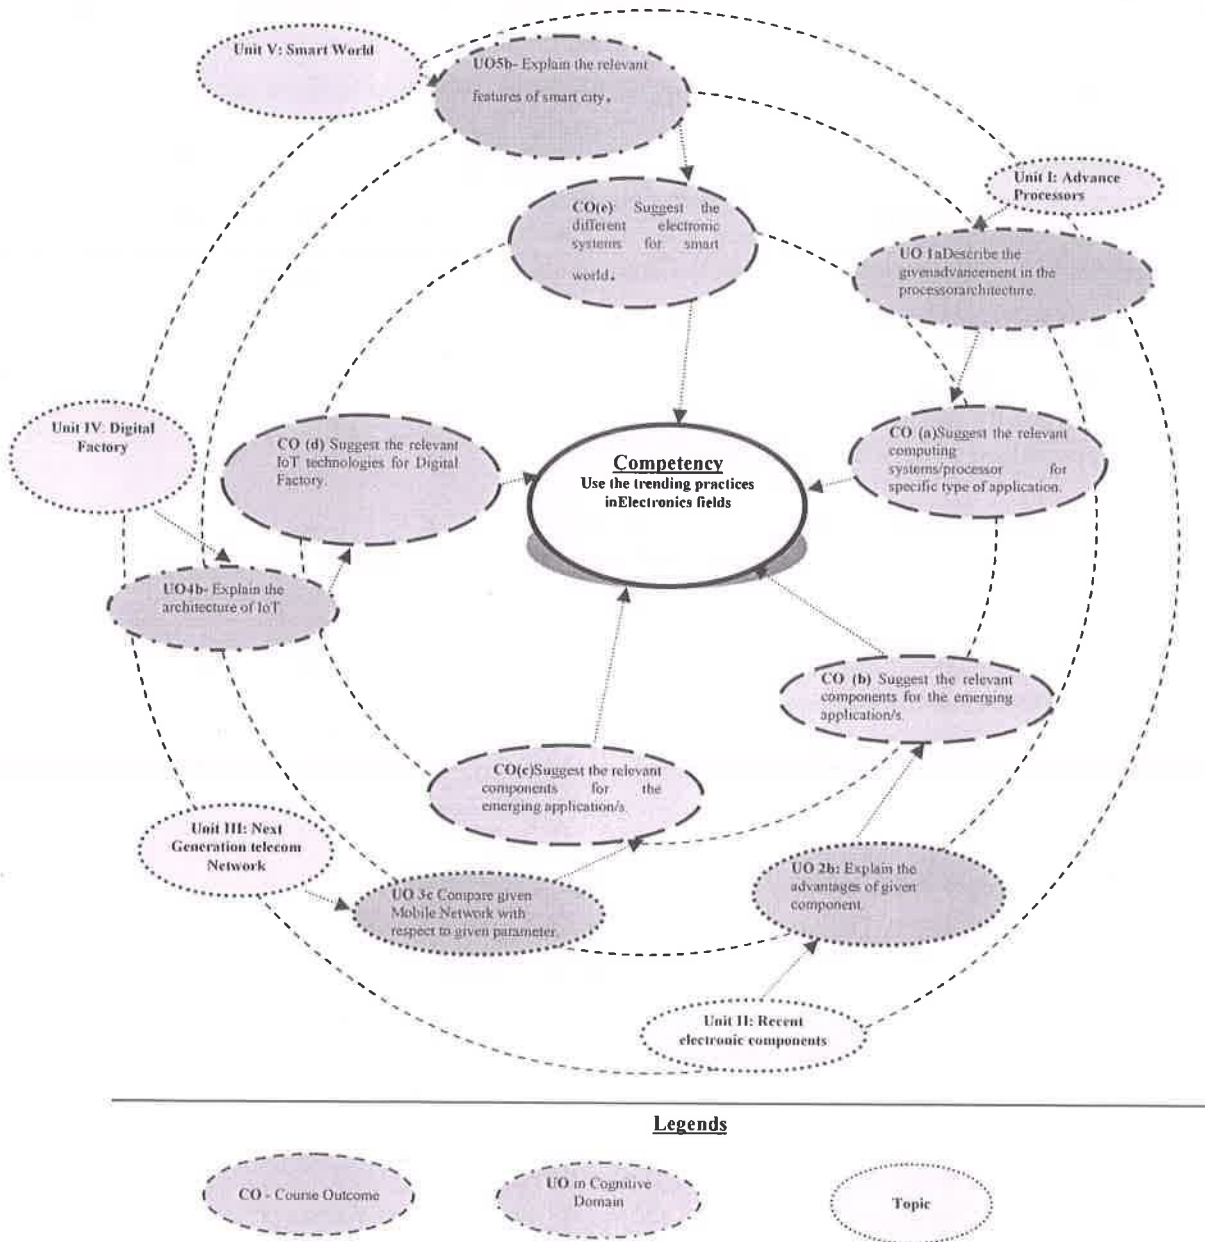 Unit V: Smart World
UO5b- Explain the relevant
features of smart city.
Unit I: Advance
Processors
CO(e) Suggest the
different electronic
systems for smart
world.
UO 1aDescribe the
givenadvancement in the
processorarchitecture.
Unit IV: Digital
Factory
CO (d) Suggest the relevant
IoT technologies for Digital
Factory.
Competency
Use the trending practices
inElectronics fields
CO (a)Suggest the relevant
computing
systems/processor for
specific type of application.
UO4b- Explain the
architecture of IoT.
CO (b) Suggest the relevant
components for the emerging
application/s.
CO(c)Suggest the relevant
components for the
emerging application/s.
Unit III: Next
Generation telecom
Network
UO 3c Compare given
Mobile Network with
respect to given parameter.
UO 2b: Explain the
advantages of given
component.
Unit II: Recent
electronic components
Legends
CO - Course Outcome
UO in Cognitive
Domain
Topic